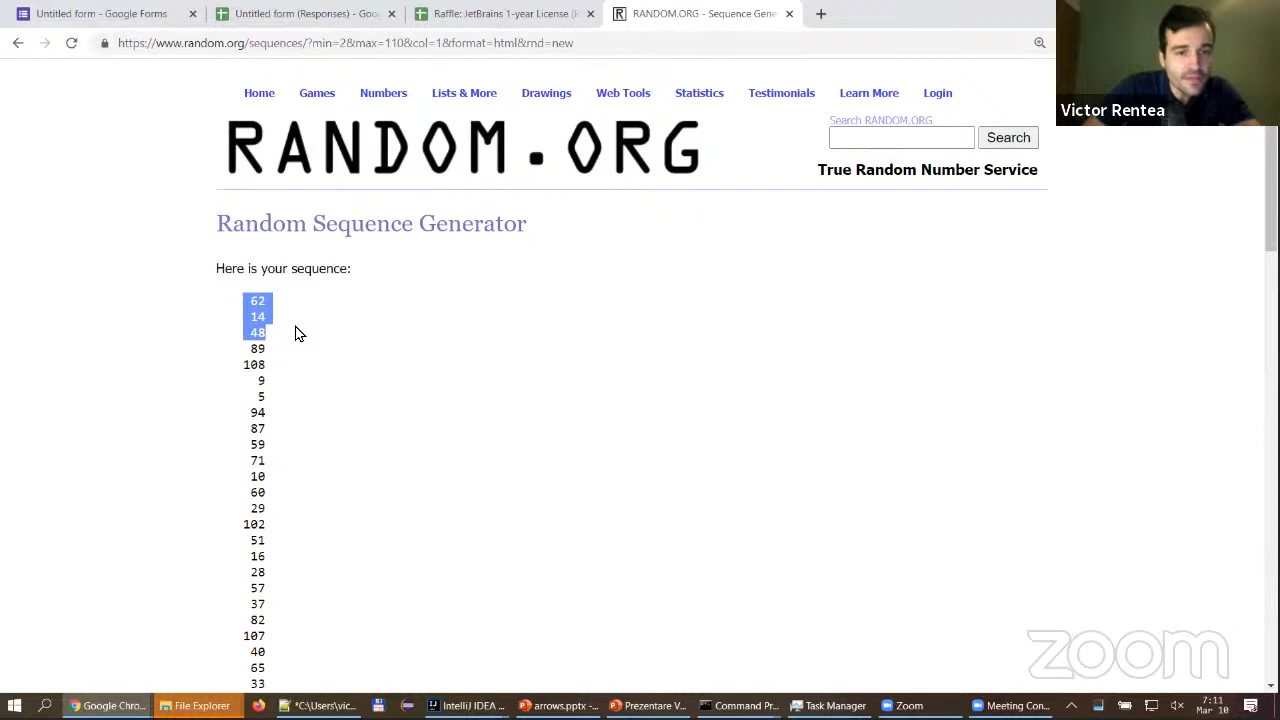 Google Forms
(Responses) - Goo
Raffle JetBrains 1-year License (R
RANDOM.ORG - Sequence Gene
https://www.random.org/sequences/?min=2&max=110&col=1&format=html&rnd=new
Home Games Numbers Lists & More Drawings Web Tools Statistics Testimonials Learn More Login
Victor Rentea
Search RANDOM.ORG
RANDOM.ORG
Search
True Random Number Service
Random Sequence Generator
Here is your sequence:
62
14
48
89
108
9
5
94
87
59
71
10
60
29
102
51
16
28
57
37
82
107
40
65
33
zoom
Google Chro...
File Explorer
*C\Users\vic...
IntelliJ IDEA ...
arrows.pptx - ...
Prezentare V...
Command Pr...
Task Manager
Zoom
Meeting Con...
7:11
Mar 10